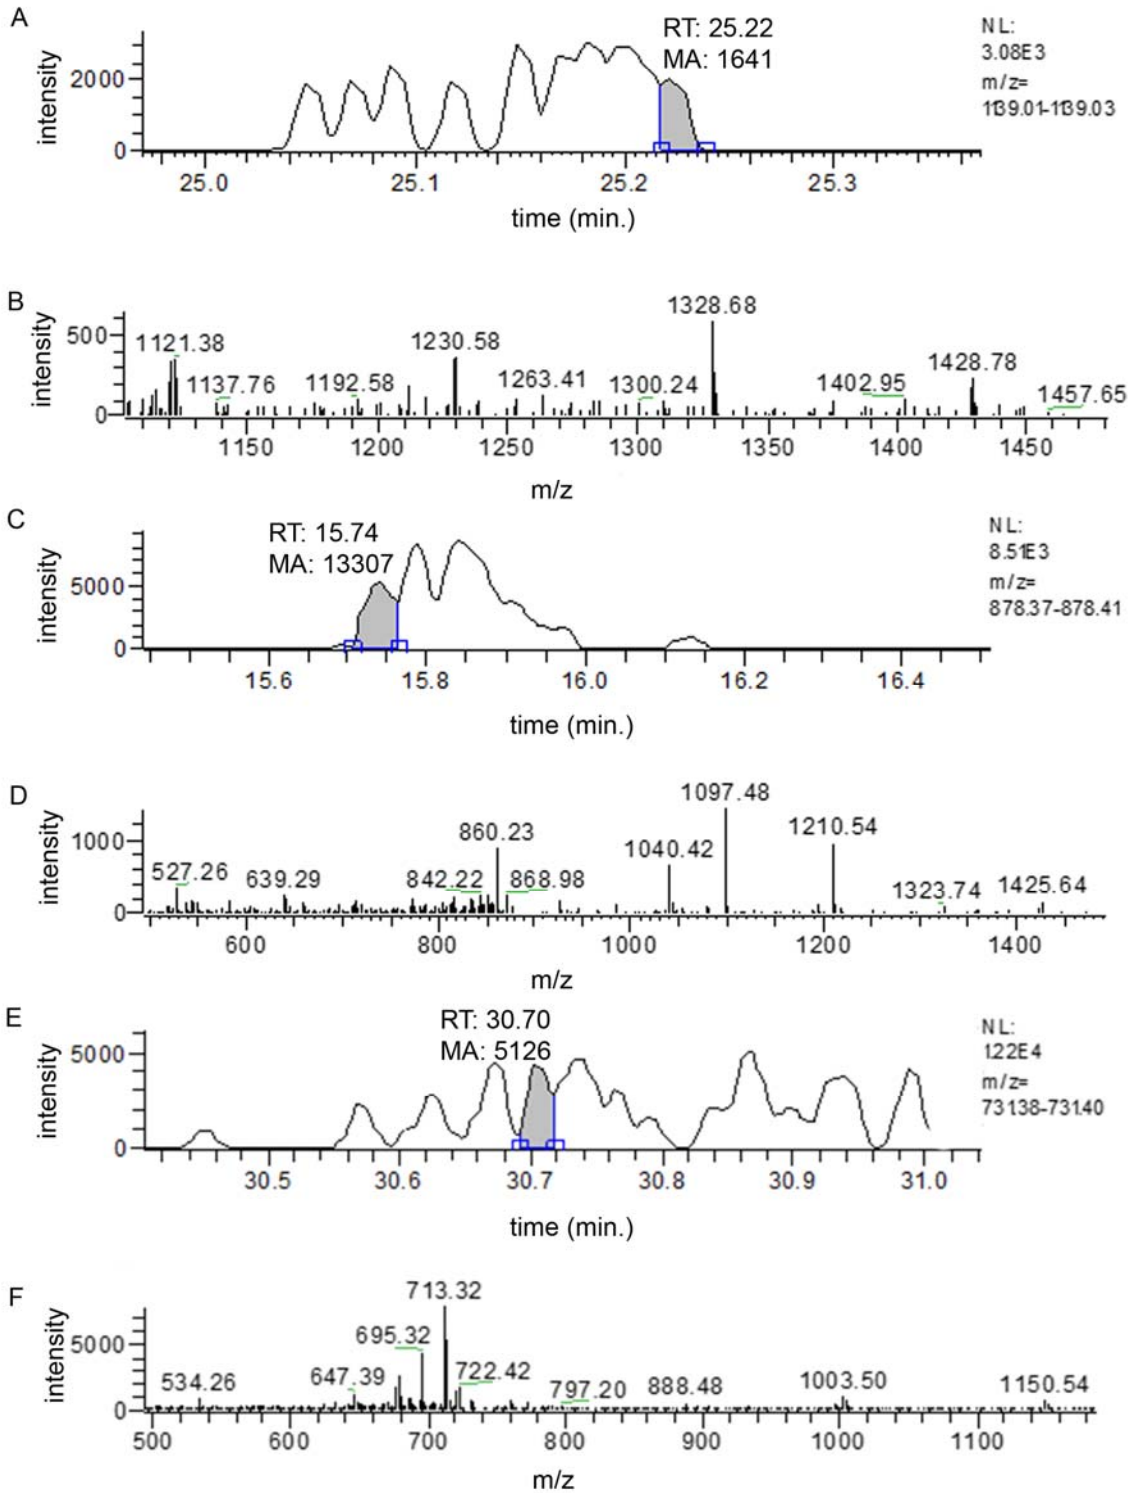 A
RT: 25.22
MA: 1641
NL:
3.08E3
m/z=
1139.01-1139.03
intensity
2000
0
25.0 25.1 25.2 25.3
time (min.)
B
1328.68
1121.38 1230.58
1137.76 1192.58 1263.41 1300.24 1402.95 1428.78
1457.65
intensity
500
0
1150 1200 1250 1300 1350 1400 1450
m/z
C
RT: 15.74
MA: 13307
NL:
8.51E3
m/z=
878.37-878.41
intensity
5000
0
15.6 15.8 16.0 16.2 16.4
time (min.)
D
1097.48
860.23 1040.42 1210.54
527.26 639.29 842.22 868.98 1323.74 1425.64
intensity
1000
0
600 800 1000 1200 1400
m/z
E
RT: 30.70
MA: 5126
NL:
1.22E4
m/z=
731.38-731.40
intensity
5000
0
30.5 30.6 30.7 30.8 30.9 31.0
time (min.)
F
713.32
695.32
534.26 647.39 722.42 797.20 888.48 1003.50 1150.54
intensity
5000
0
500 600 700 800 900 1000 1100
m/z